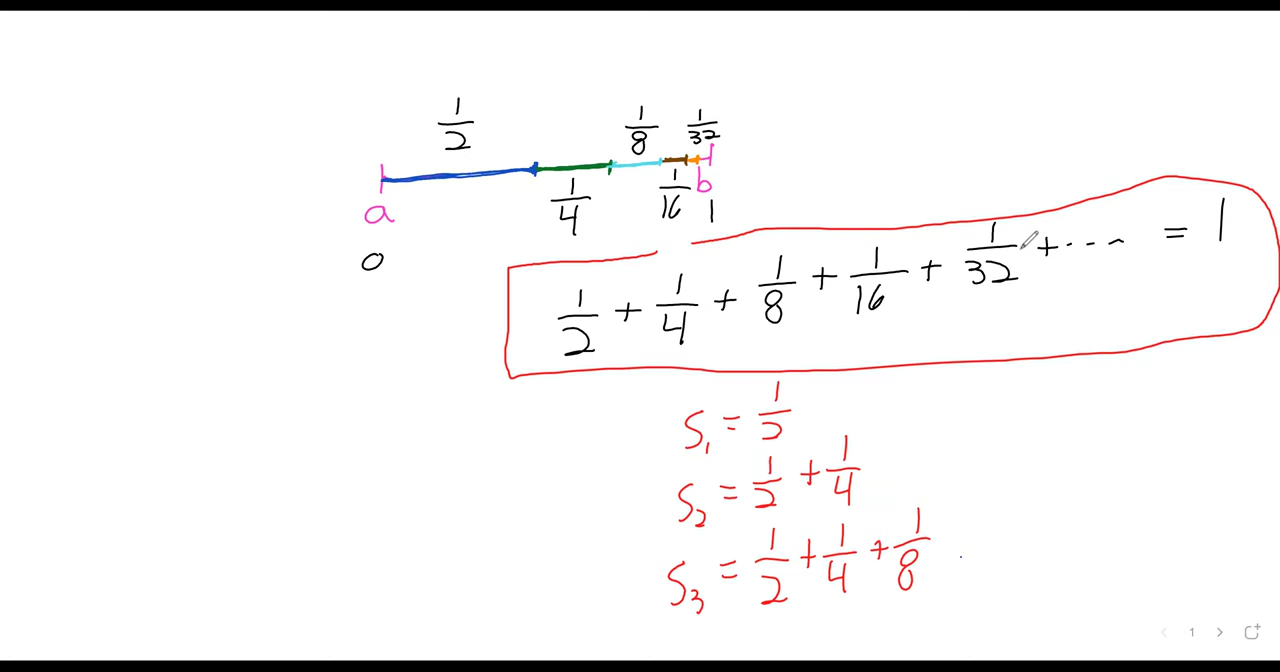 1/2 1/8 1/32
a 1/4 1/16 b
0 1
1/2 + 1/4 + 1/8 + 1/16 + 1/32 + ... = 1
S₁ = 1/2
S₂ = 1/2 + 1/4
S₃ = 1/2 + 1/4 + 1/8
1